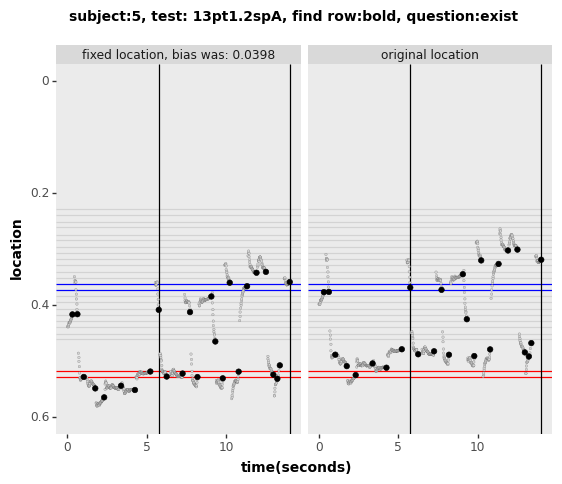 subject:5, test: 13pt1.2spA, find row:bold, question:exist
fixed location, bias was: 0.0398
original location
0
0.2
0.4
0.6
location
0 5 10
0 5 10
time(seconds)